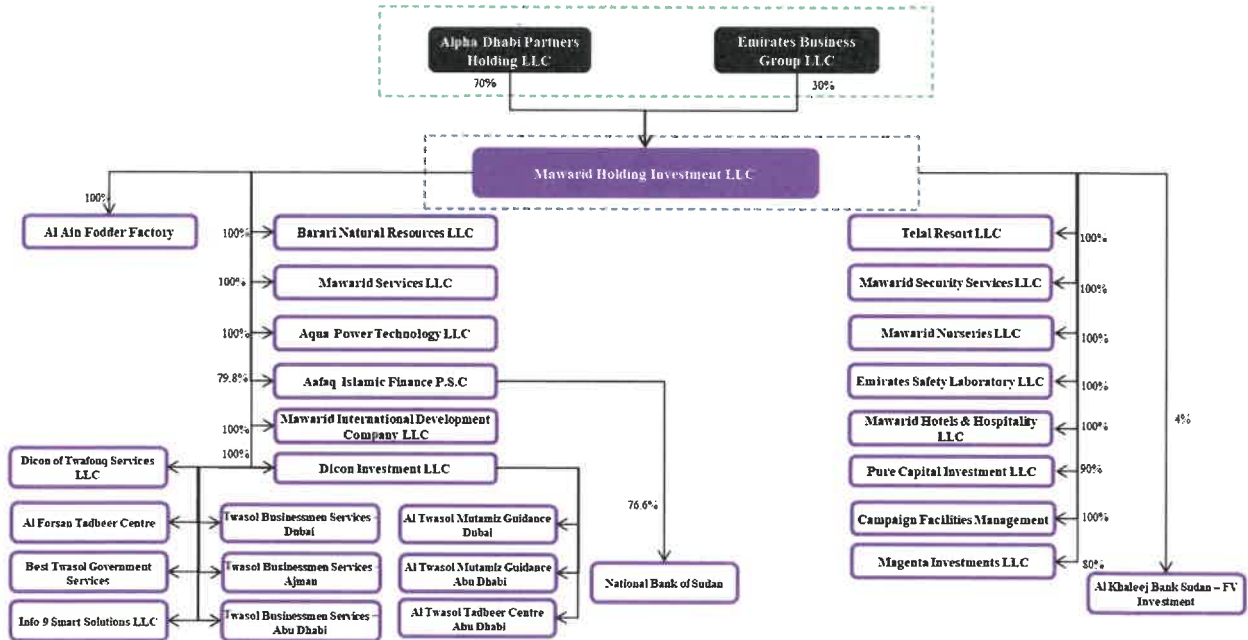 Alpha Dhabi Partners
Holding LLC
Emirates Business
Group LLC
70%
30%
Mawarid Holding Investment LLC
100%
Al Ain Fodder Factory
100%
Barari Natural Resources LLC
100%
Mawarid Services LLC
100%
Aqua Power Technology LLC
79.8%
Aafaq Islamic Finance P.S.C
100%
Mawarid International Development
Company LLC
100%
Dicon Investment LLC
Dicon of Twafouq Services
LLC
Al Forsan Tadbeer Centre
Best Twasol Government
Services
Info 9 Smart Solutions LLC
Twasol Businessmen Services –
Dubai
Twasol Businessmen Services –
Ajman
Twasol Businessmen Services –
Abu Dhabi
Al Twasol Mutamiz Guidance
Dubai
Al Twasol Mutamiz Guidance
Abu Dhabi
Al Twasol Tadbeer Centre
Abu Dhabi
76.6%
National Bank of Sudan
Telal Resort LLC
100%
Mawarid Security Services LLC
100%
Mawarid Nurseries LLC
100%
Emirates Safety Laboratory LLC
100%
Mawarid Hotels & Hospitality
LLC
100%
Pure Capital Investment LLC
90%
Campaign Facilities Management
100%
Magenta Investments LLC
80%
4%
Al Khaleej Bank Sudan – FV
Investment